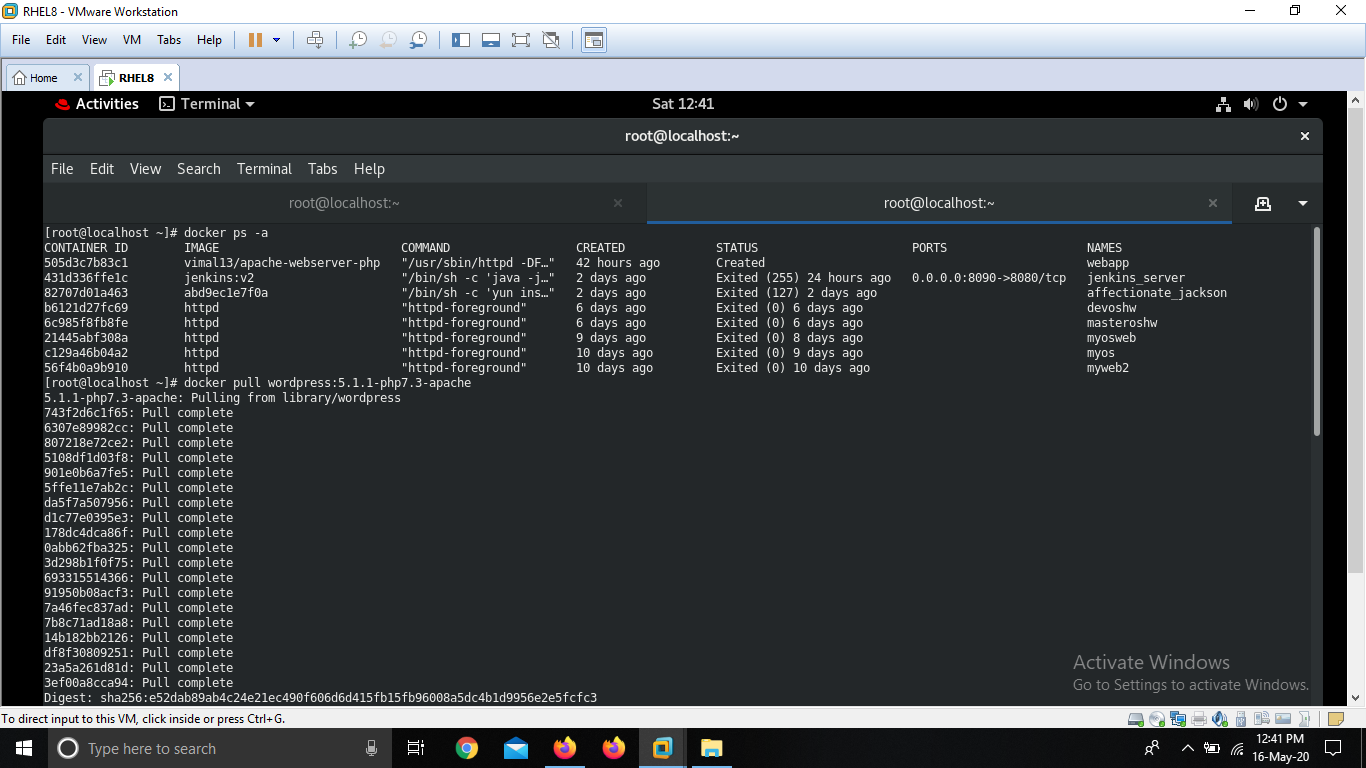 RHEL8 - VMware Workstation
File Edit View VM Tabs Help
Home RHEL8
Activities Terminal Sat 12:41
root@localhost:~
File Edit View Search Terminal Tabs Help
root@localhost:~ root@localhost:~
[root@localhost ~]# docker ps -a
CONTAINER ID IMAGE COMMAND CREATED STATUS PORTS NAMES
505d3c7b83c1 vimal13/apache-webserver-php "/usr/sbin/httpd -DF…" 42 hours ago Created webapp
431d336ffe1c jenkins:v2 "/bin/sh -c 'java -j…" 2 days ago Exited (255) 24 hours ago 0.0.0.0:8090->8080/tcp jenkins_server
82707d01a463 abd9ec1e7f0a "/bin/sh -c 'yun ins…" 2 days ago Exited (127) 2 days ago affectionate_jackson
b6121d27fc69 httpd "httpd-foreground" 6 days ago Exited (0) 6 days ago devoshw
6c985f8fb8fe httpd "httpd-foreground" 6 days ago Exited (0) 6 days ago masteroshw
21445abf308a httpd "httpd-foreground" 9 days ago Exited (0) 8 days ago myosweb
c129a46b04a2 httpd "httpd-foreground" 10 days ago Exited (0) 9 days ago myos
56f4b0a9b910 httpd "httpd-foreground" 10 days ago Exited (0) 10 days ago myweb2
[root@localhost ~]# docker pull wordpress:5.1.1-php7.3-apache
5.1.1-php7.3-apache: Pulling from library/wordpress
743f2d6c1f65: Pull complete
6307e89982cc: Pull complete
807218e72ce2: Pull complete
5108df1d03f8: Pull complete
901e0b6a7fe5: Pull complete
5ffe11e7ab2c: Pull complete
da5f7a507956: Pull complete
d1c77e0395e3: Pull complete
178dc4dca86f: Pull complete
0abb62fba325: Pull complete
3d298b1f0f75: Pull complete
693315514366: Pull complete
91950b08acf3: Pull complete
7a46fec837ad: Pull complete
7b8c71ad18a8: Pull complete
14b182bb2126: Pull complete
df8f30809251: Pull complete
23a5a261d81d: Pull complete
3ef00a8cca94: Pull complete
Digest: sha256:e52dab89ab4c24e21ec490f606d6d415fb15fb96008a5dc4b1d9956e2e5fcfc3
Activate Windows
Go to Settings to activate Windows.
To direct input to this VM, click inside or press Ctrl+G.
Type here to search
12:41 PM
16-May-20